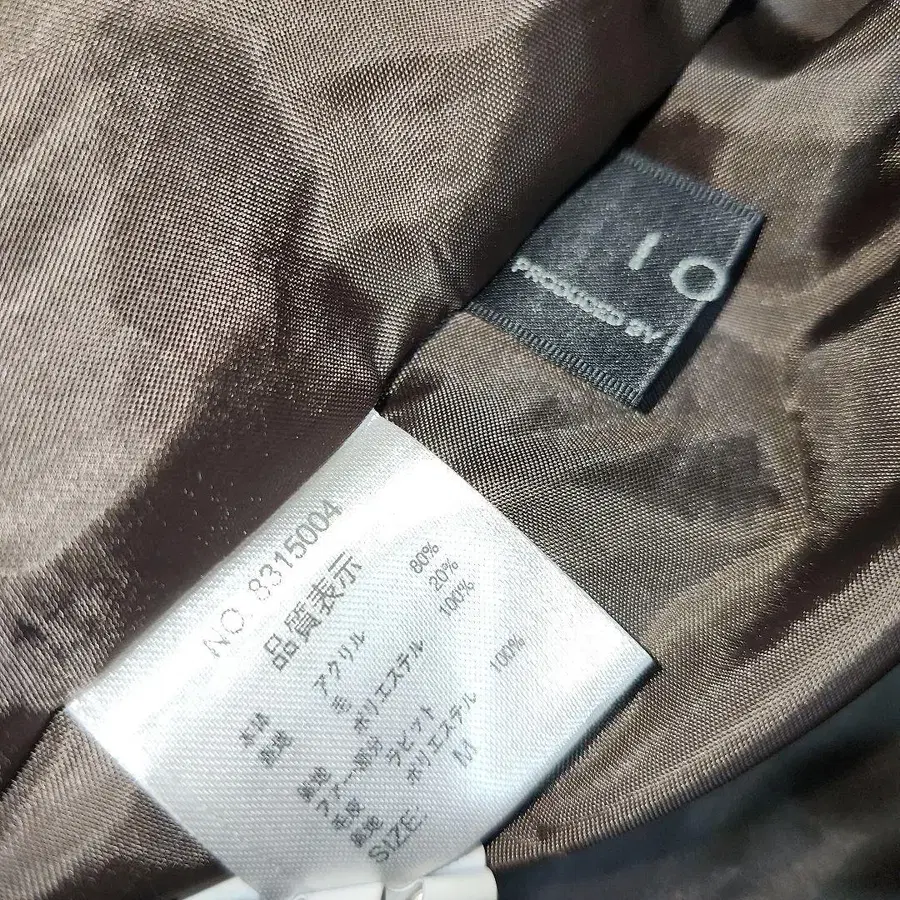 I O
PRODUCED BY
NO. 8315004
品質表示
アクリル 80%
毛 20%
裏地 ポリエステル 100%
ファー部分
毛皮 ラビット
裏地 ポリエステル 100%
SIZE: M